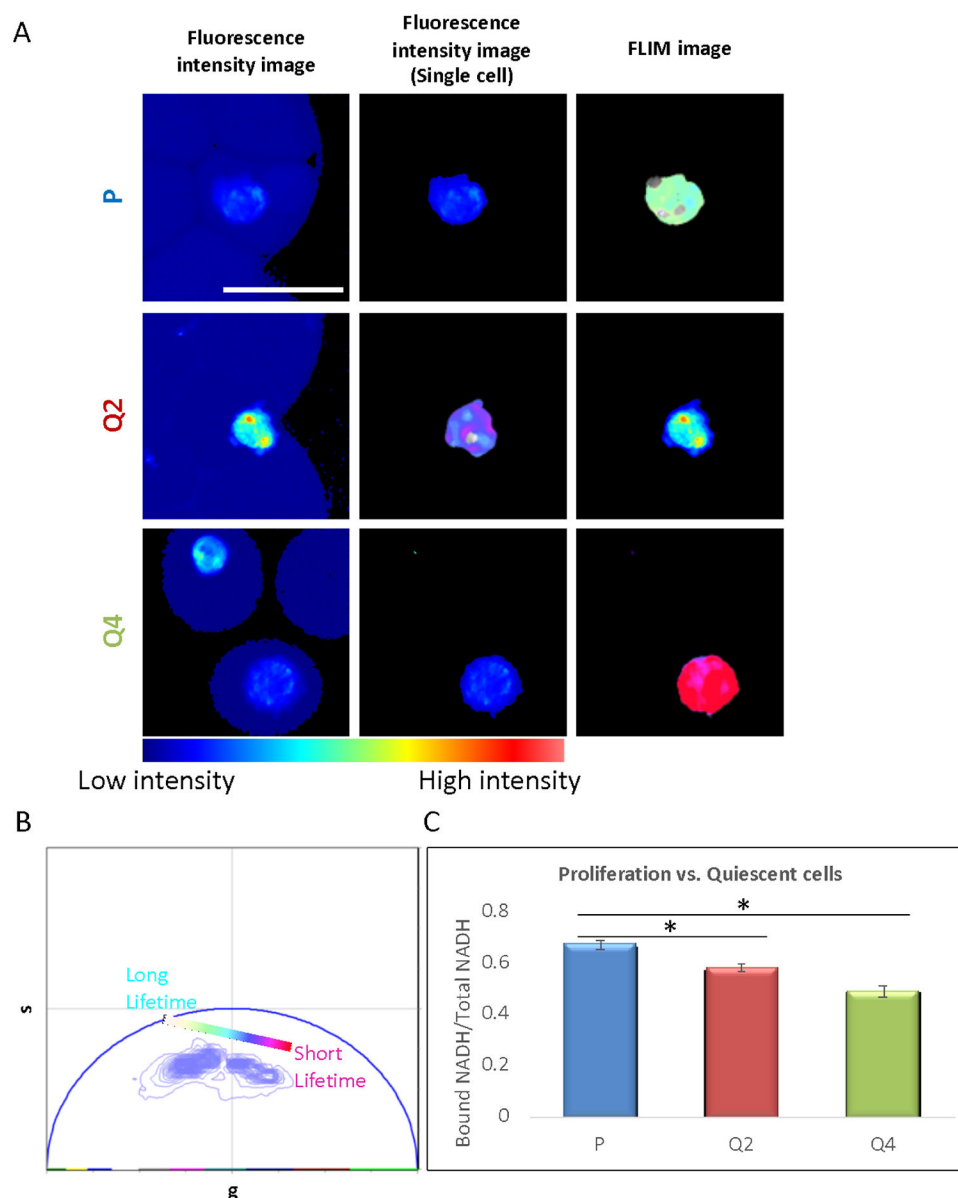 A
Fluorescence
intensity image
Fluorescence
intensity image
(Single cell)
FLIM image
P
Q2
Q4
Low intensity
High intensity
B
s
Long
Lifetime
Short
Lifetime
g
C
Proliferation vs. Quiescent cells
Bound NADH/Total NADH
0.8
0.6
0.4
0.2
0
*
*
P
Q2
Q4